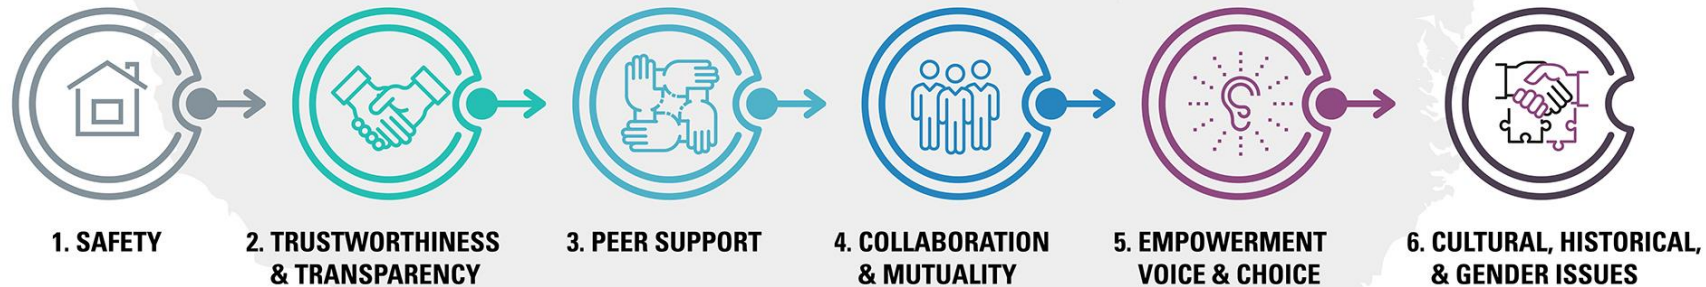 1. SAFETY
2. TRUSTWORTHINESS
& TRANSPARENCY
3. PEER SUPPORT
4. COLLABORATION
& MUTUALITY
5. EMPOWERMENT
VOICE & CHOICE
6. CULTURAL, HISTORICAL,
& GENDER ISSUES